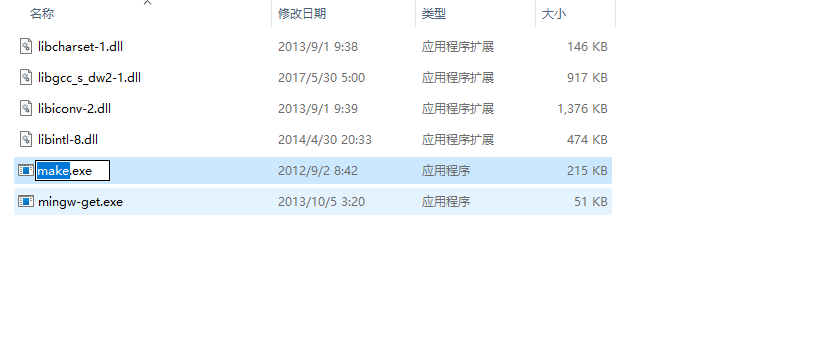 名称 修改日期 类型 大小
libcharset-1.dll 2013/9/1 9:38 应用程序扩展 146 KB
libgcc_s_dw2-1.dll 2017/5/30 5:00 应用程序扩展 917 KB
libiconv-2.dll 2013/9/1 9:39 应用程序扩展 1,376 KB
libintl-8.dll 2014/4/30 20:33 应用程序扩展 474 KB
make.exe 2012/9/2 8:42 应用程序 215 KB
mingw-get.exe 2013/10/5 3:20 应用程序 51 KB